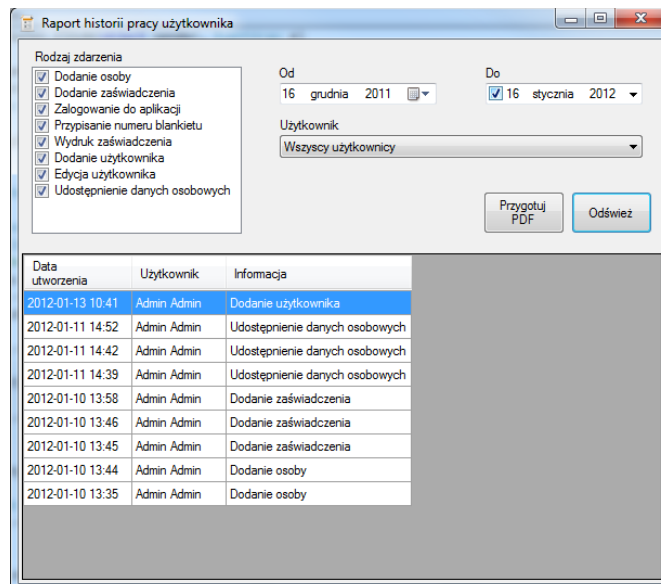 Raport historii pracy użytkownika
Rodzaj zdarzenia
Dodanie osoby
Dodanie zaświadczenia
Zalogowanie do aplikacji
Przypisanie numeru blankietu
Wydruk zaświadczenia
Dodanie użytkownika
Edycja użytkownika
Udostępnienie danych osobowych
Od
16 grudnia 2011
Do
16 stycznia 2012
Użytkownik
Wszyscy użytkownicy
Przygotuj
PDF
Odśwież
Data
utworzenia
Użytkownik
Informacja
2012-01-13 10:41 Admin Admin Dodanie użytkownika
2012-01-11 14:52 Admin Admin Udostępnienie danych osobowych
2012-01-11 14:42 Admin Admin Udostępnienie danych osobowych
2012-01-11 14:39 Admin Admin Udostępnienie danych osobowych
2012-01-10 13:58 Admin Admin Dodanie zaświadczenia
2012-01-10 13:46 Admin Admin Dodanie zaświadczenia
2012-01-10 13:45 Admin Admin Dodanie zaświadczenia
2012-01-10 13:44 Admin Admin Dodanie osoby
2012-01-10 13:35 Admin Admin Dodanie osoby